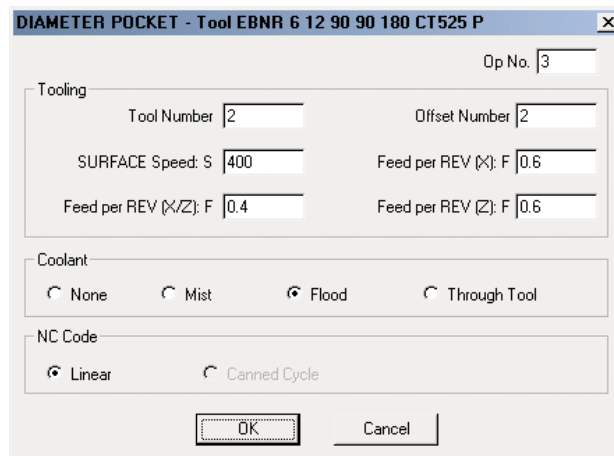 DIAMETER POCKET - Tool EBNR 6 12 90 90 180 CT525 P
Op No. 3
Tooling
Tool Number 2 Offset Number 2
SURFACE Speed: S 400 Feed per REV (X): F 0.6
Feed per REV (X/Z): F 0.4 Feed per REV (Z): F 0.6
Coolant
None Mist Flood Through Tool
NC Code
Linear Canned Cycle
OK Cancel